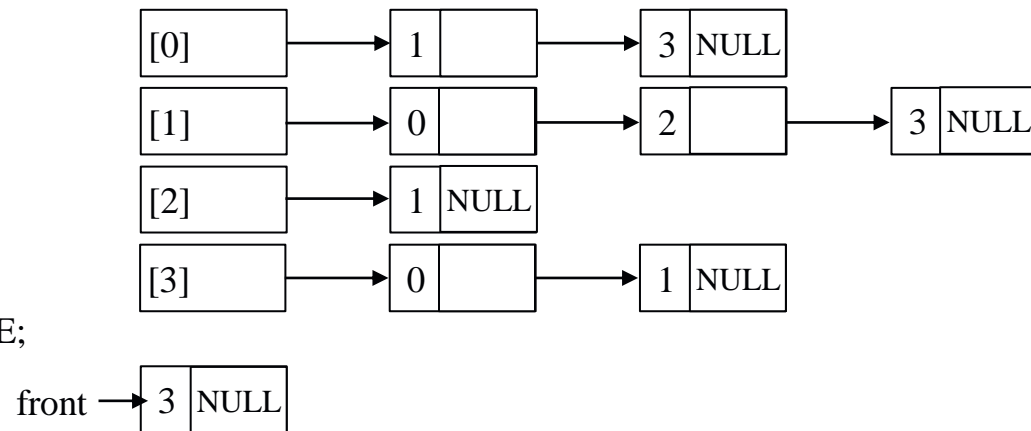 [0] 1 3 NULL
[1] 0 2 3 NULL
[2] 1 NULL
[3] 0 1 NULL
E;
front 3 NULL